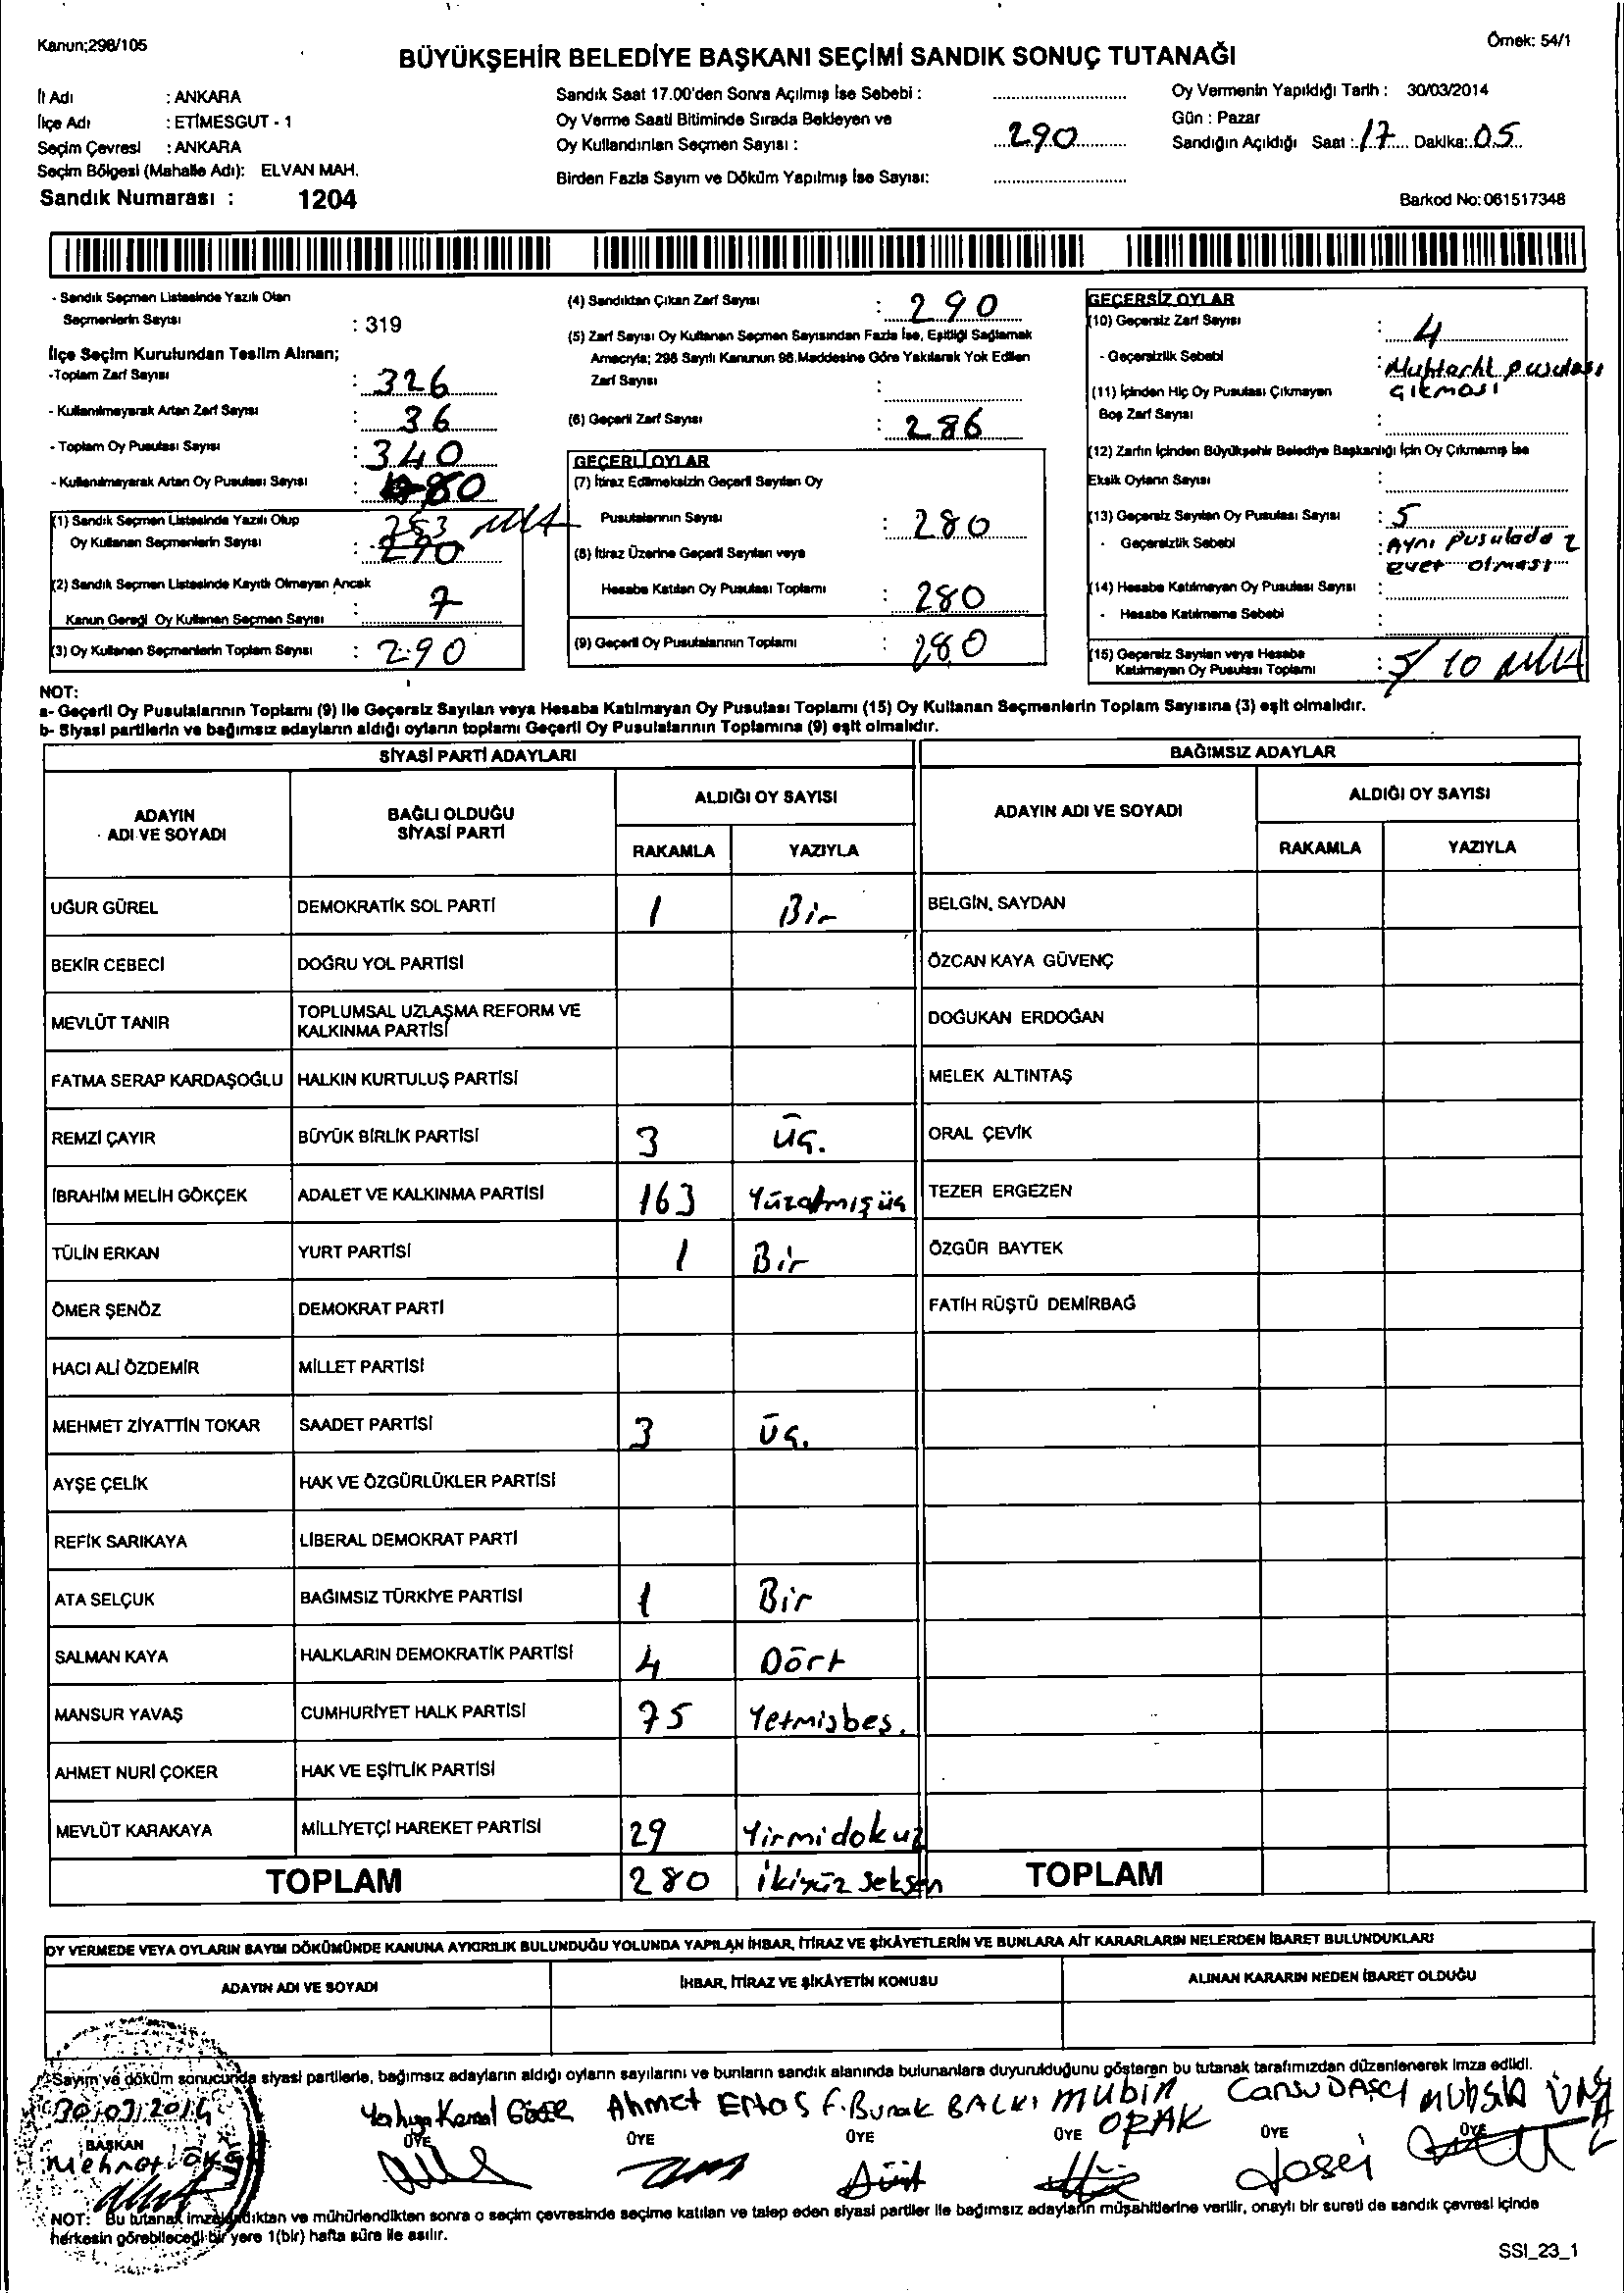 Kanun;298/105
Örnek: 54/1
BÜYÜKŞEHİR BELEDİYE BAŞKANI SEÇİMİ SANDIK SONUÇ TUTANAĞI
İl Adı : ANKARA
İlçe Adı : ETİMESGUT - 1
Seçim Çevresi : ANKARA
Seçim Bölgesi (Mahalle Adı): ELVAN MAH.
Sandık Numarası : 1204
Sandık Saat 17.00'den Sonra Açılmış İse Sebebi :
Oy Verme Saati Bitiminde Sırada Bekleyen ve
Oy Kullandırılan Seçmen Sayısı : 290
Birden Fazla Sayım ve Döküm Yapılmış İse Sayısı:
Oy Vermenin Yapıldığı Tarih : 30/03/2014
Gün : Pazar
Sandığın Açıldığı Saat : 17 Dakika: 05
Barkod No: 061517348
- Sandık Seçmen Listesinde Yazılı Olan
Seçmenlerin Sayısı : 319
İlçe Seçim Kurulundan Teslim Alınan;
-Toplam Zarf Sayısı : 326
- Kullanılmayarak Artan Zarf Sayısı : 36
- Toplam Oy Pusulası Sayısı : 340
- Kullanılmayarak Artan Oy Pusulası Sayısı : 80
(1) Sandık Seçmen Listesinde Yazılı Olup 253
Oy Kullanan Seçmenlerin Sayısı : 290
(2) Sandık Seçmen Listesinde Kayıtlı Olmayan Ancak
Kanun Gereği Oy Kullanan Seçmen Sayısı : 7
(3) Oy Kullanan Seçmenlerin Toplam Sayısı : 290
(4) Sandıktan Çıkan Zarf Sayısı : 290
(5) Zarf Sayısı Oy Kullanan Seçmen Sayısından Fazla İse, Eşitliği Sağlamak
Amacıyla; 298 Sayılı Kanunun 98.Maddesine Göre Yakılarak Yok Edilen
Zarf Sayısı :
(6) Geçerli Zarf Sayısı : 286
GEÇERLİ OYLAR
(7) İtiraz Edilmeksizin Geçerli Sayılan Oy
Pusulalarının Sayısı : 280
(8) İtiraz Üzerine Geçerli Sayılan veya
Hesaba Katılan Oy Pusulası Toplamı : 280
(9) Geçerli Oy Pusulalarının Toplamı : 280
GEÇERSİZ OYLAR
(10) Geçersiz Zarf Sayısı : 4
- Geçersizlik Sebebi : Muhtarlık pusulası
çıkması
(11) İçinden Hiç Oy Pusulası Çıkmayan
Boş Zarf Sayısı :
(12) Zarfın İçinden Büyükşehir Belediye Başkanlığı İçin Oy Çıkmamış İse
Eksik Oyların Sayısı :
(13) Geçersiz Sayılan Oy Pusulası Sayısı : 5
- Geçersizlik Sebebi : Aynı Pusulada 2
evet olması
(14) Hesaba Katılmayan Oy Pusulası Sayısı :
- Hesaba Katılmama Sebebi :
(15) Geçersiz Sayılan veya Hesaba
Katılmayan Oy Pusulası Toplamı : 5/ 10
NOT:
a- Geçerli Oy Pusulalarının Toplamı (9) ile Geçersiz Sayılan veya Hesaba Katılmayan Oy Pusulası Toplamı (15) Oy Kullanan Seçmenlerin Toplam Sayısına (3) eşit olmalıdır.
b- Siyasi partilerin ve bağımsız adayların aldığı oyların toplamı Geçerli Oy Pusulalarının Toplamına (9) eşit olmalıdır.
SİYASİ PARTİ ADAYLARI
BAĞIMSIZ ADAYLAR
ADAYIN
ADI VE SOYADI
BAĞLI OLDUĞU
SİYASİ PARTİ
ALDIĞI OY SAYISI
RAKAMLA YAZIYLA
ADAYIN ADI VE SOYADI
ALDIĞI OY SAYISI
RAKAMLA YAZIYLA
UĞUR GÜREL DEMOKRATİK SOL PARTİ 1 Bir BELGİN. SAYDAN
BEKİR CEBECİ DOĞRU YOL PARTİSİ ÖZCAN KAYA GÜVENÇ
MEVLÜT TANIR TOPLUMSAL UZLAŞMA REFORM VE
KALKINMA PARTİSİ DOĞUKAN ERDOĞAN
FATMA SERAP KARDAŞOĞLU HALKIN KURTULUŞ PARTİSİ MELEK ALTINTAŞ
REMZİ ÇAYIR BÜYÜK BİRLİK PARTİSİ 3 üç. ORAL ÇEVİK
İBRAHİM MELİH GÖKÇEK ADALET VE KALKINMA PARTİSİ 163 Yüzatmışüç TEZER ERGEZEN
TÜLİN ERKAN YURT PARTİSİ 1 Bir ÖZGÜR BAYTEK
ÖMER ŞENÖZ DEMOKRAT PARTİ FATİH RÜŞTÜ DEMİRBAĞ
HACI ALİ ÖZDEMİR MİLLET PARTİSİ
MEHMET ZİYATTİN TOKAR SAADET PARTİSİ 3 Üç.
AYŞE ÇELİK HAK VE ÖZGÜRLÜKLER PARTİSİ
REFİK SARIKAYA LİBERAL DEMOKRAT PARTİ
ATA SELÇUK BAĞIMSIZ TÜRKİYE PARTİSİ 1 Bir
SALMAN KAYA HALKLARIN DEMOKRATİK PARTİSİ 4 Dört
MANSUR YAVAŞ CUMHURİYET HALK PARTİSİ 75 Yetmisbeş.
AHMET NURİ ÇOKER HAK VE EŞİTLİK PARTİSİ
MEVLÜT KARAKAYA MİLLİYETÇİ HAREKET PARTİSİ 29 Yirmidokuz
TOPLAM 280 ikiyüz seksen TOPLAM
OY VERMEDE VEYA OYLARIN SAYIM DÖKÜMÜNDE KANUNA AYKIRILIK BULUNDUĞU YOLUNDA YAPILAN İHBAR, İTİRAZ VE ŞİKÂYETLERİN VE BUNLARA AİT KARARLARIN NELERDEN İBARET BULUNDUKLARI
ADAYIN ADI VE SOYADI İHBAR, İTİRAZ VE ŞİKÂYETİN KONUSU ALINAN KARARIN NEDEN İBARET OLDUĞU
Sayım ve döküm sonucunda siyasi partilerle, bağımsız adayların aldığı oyların sayılarını ve bunların sandık alanında bulunanlara duyurulduğunu gösteren bu tutanak tarafımızdan düzenlenerek imza edildi.
30/03/2014 Yahya Kemal Ahmet Ertas F. Burak BALKI MUBİN ORAK Cansu DAŞCI
BAŞKAN ÜYE ÜYE ÜYE ÜYE ÜYE ÜYE
NOT: Bu tutanak imzalandıktan ve mühürlendikten sonra o seçim çevresinde seçime katılan ve talep eden siyasi partiler ile bağımsız adayların müşahitlerine verilir, onaylı bir sureti de sandık çevresi içinde
herkesin görebileceği bir yere 1(bir) hafta süre ile asılır.
SSI_23_1